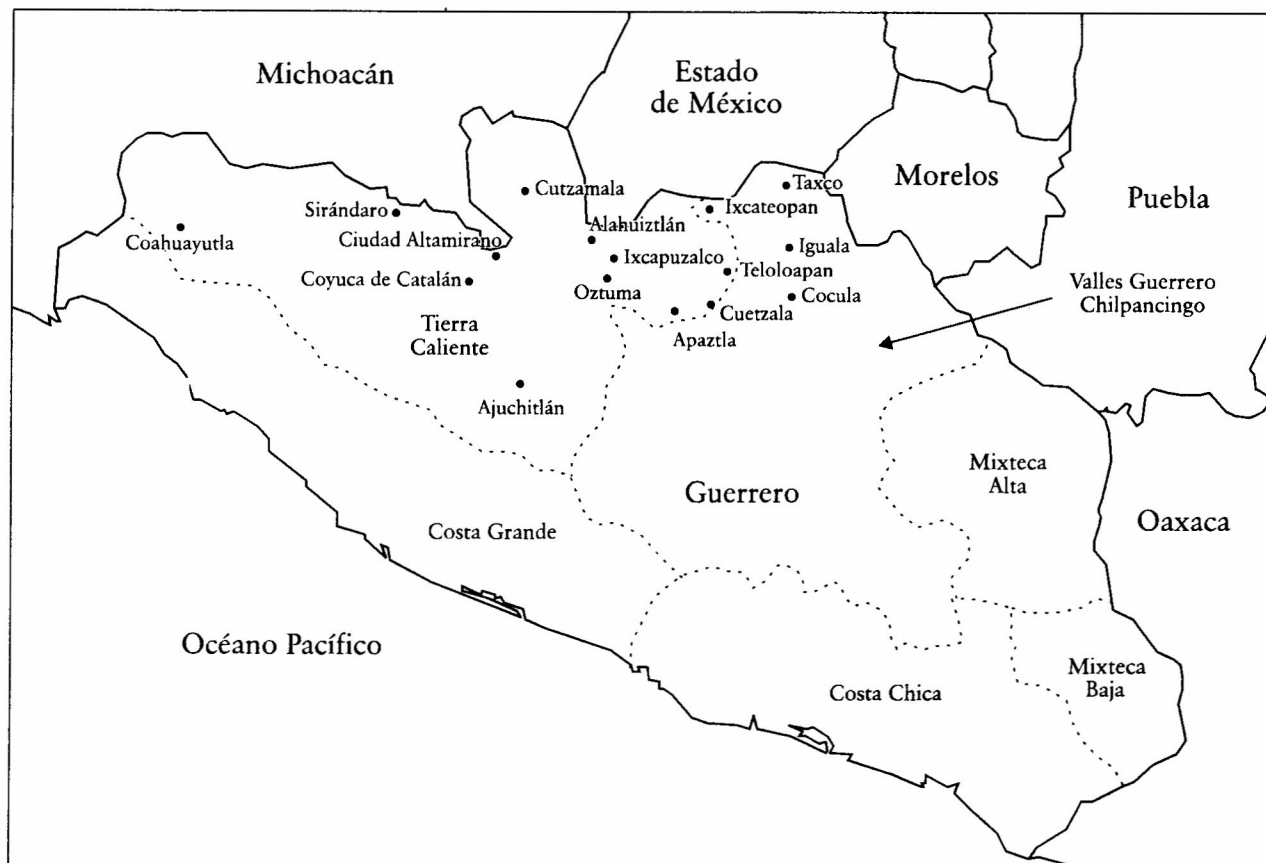 Michoacán
Estado
de México
Morelos
Puebla
Taxco
Cutzamala
Ixcateopan
Sirándaro
Alahuiztlán
Coahuayutla
Ciudad Altamirano
Iguala
Ixcapuzalco
Teloloapan
Coyuca de Catalán
Oztuma
Cocula
Cuetzala
Valles Guerrero
Chilpancingo
Apaztla
Tierra
Caliente
Ajuchitlán
Mixteca
Alta
Guerrero
Oaxaca
Costa Grande
Océano Pacífico
Mixteca
Baja
Costa Chica